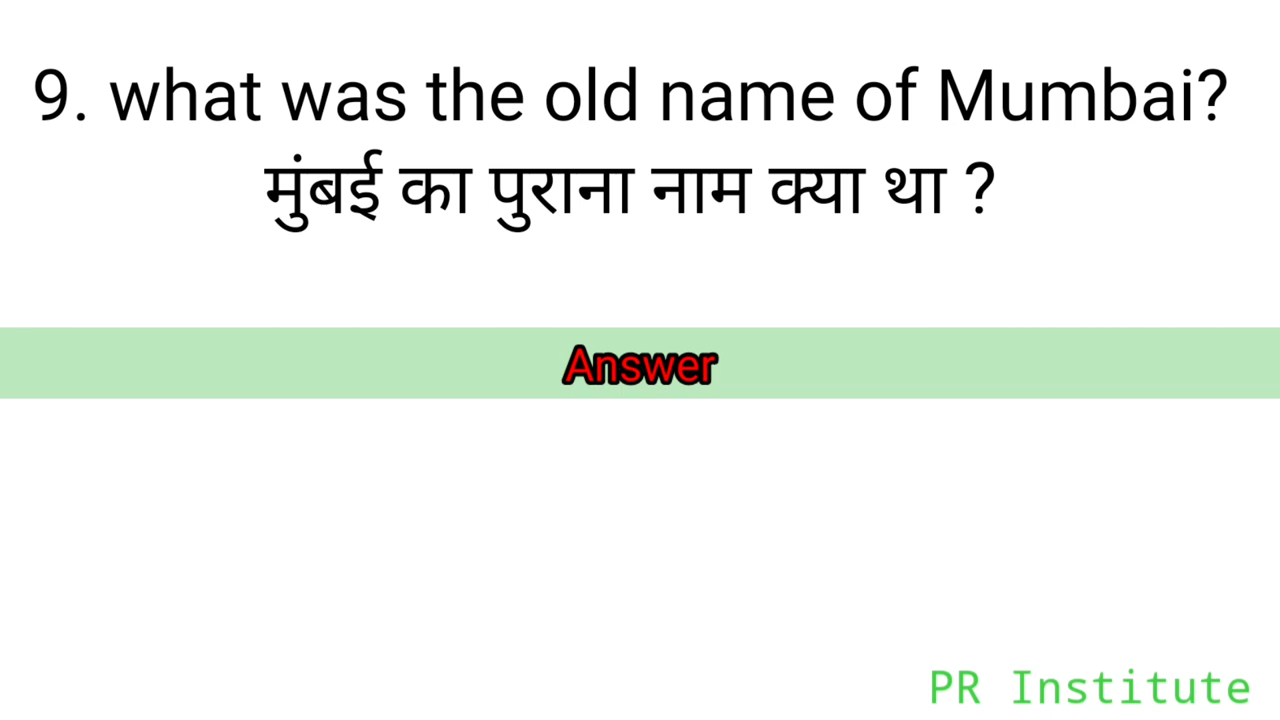 9. what was the old name of Mumbai?
मुंबई का पुराना नाम क्या था ?
Answer
PR Institute